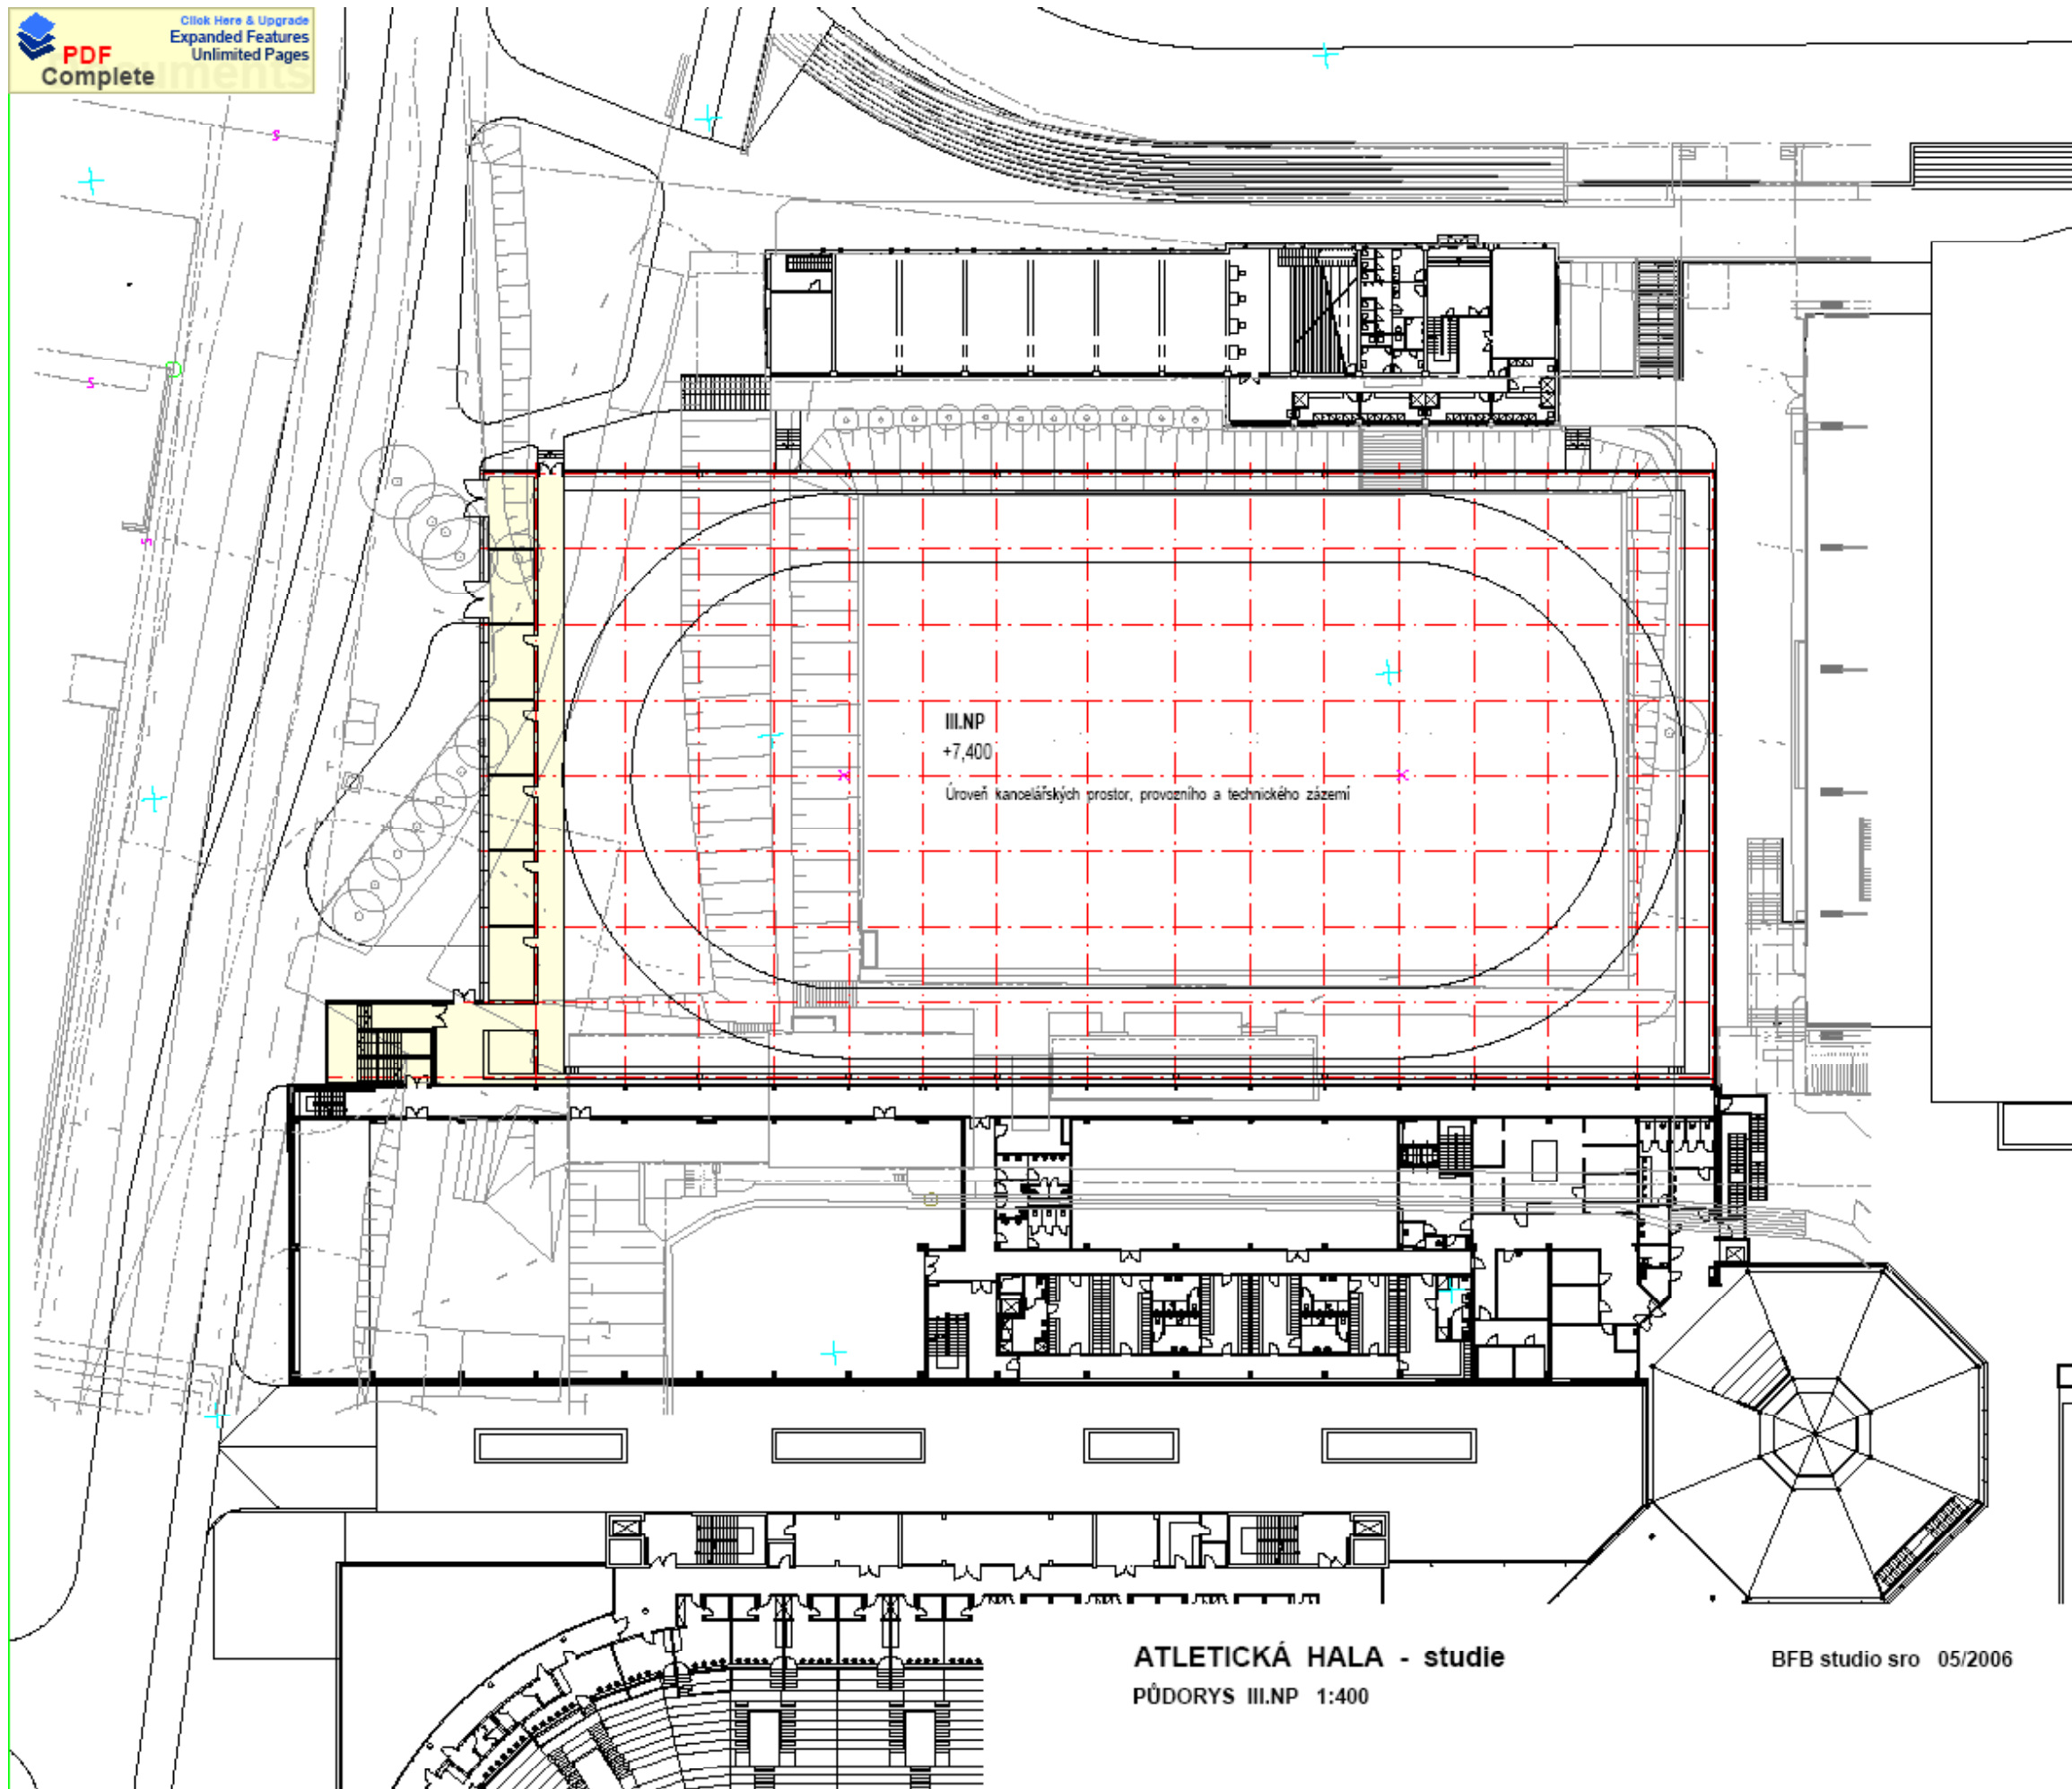 Click Here & Upgrade
Expanded Features
Unlimited Pages
PDF
Complete
III.NP
+7,400
Úroveň kancelářských prostor, provozního a technického zázemí
ATLETICKÁ HALA - studie
BFB studio sro 05/2006
PŮDORYS III.NP 1:400